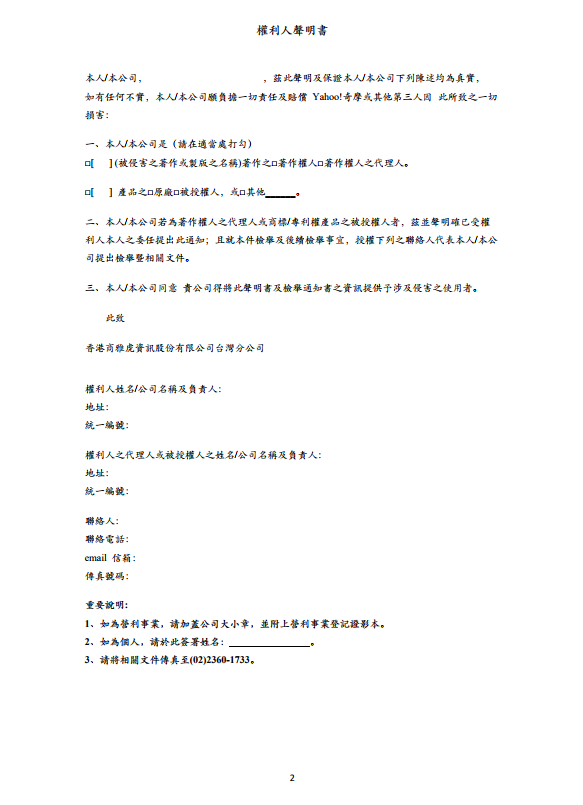 權利人聲明書
本人/本公司， ，茲此聲明及保證本人/本公司下列陳述均為真實，
如有任何不實，本人/本公司願負擔一切責任及賠償 Yahoo!奇摩或其他第三人因 此所致之一切
損害：
一、本人/本公司是（請在適當處打勾）
□[ ] (被侵害之著作或製版之名稱)著作之□著作權人□著作權人之代理人。
□[ ] 產品之□原廠□被授權人，或□其他______。
二、本人/本公司若為著作權人之代理人或商標/專利權產品之被授權人者，茲並聲明確已受權
利人本人之委任提出此通知；且就本件檢舉及後續檢舉事宜，授權下列之聯絡人代表本人/本公
司提出檢舉暨相關文件。
三、本人/本公司同意 貴公司得將此聲明書及檢舉通知書之資訊提供予涉及侵害之使用者。
此致
香港商雅虎資訊股份有限公司台灣分公司
權利人姓名/公司名稱及負責人：
地址：
統一編號：
權利人之代理人或被授權人之姓名/公司名稱及負責人：
地址：
統一編號：
聯絡人：
聯絡電話：
email 信箱：
傳真號碼：
重要說明:
1、如為營利事業，請加蓋公司大小章，並附上營利事業登記證影本。
2、如為個人，請於此簽署姓名：________________。
3、請將相關文件傳真至(02)2360-1733。
2